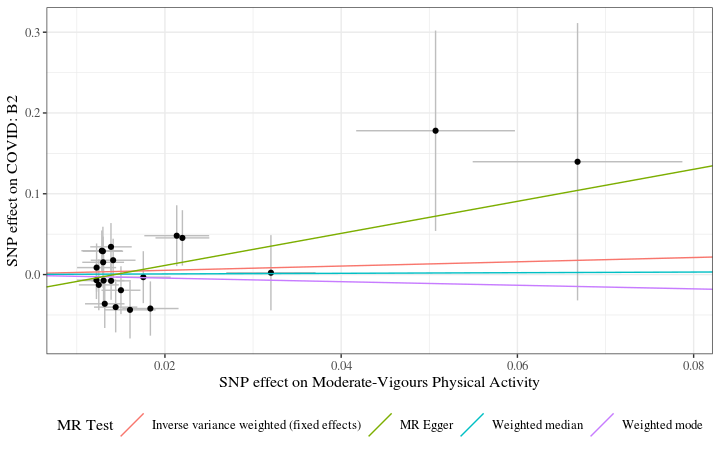 0.3
0.2
0.1
0.0
SNP effect on COVID: B2
0.02 0.04 0.06 0.08
SNP effect on Moderate-Vigours Physical Activity
MR Test Inverse variance weighted (fixed effects) MR Egger Weighted median Weighted mode